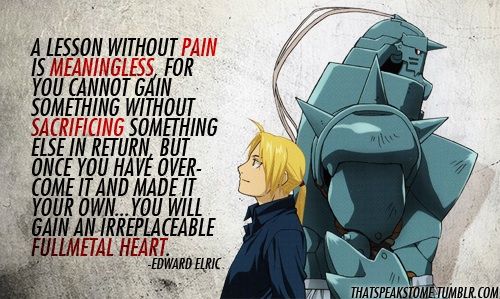 A LESSON WITHOUT PAIN
IS MEANINGLESS, FOR
YOU CANNOT GAIN
SOMETHING WITHOUT
SACRIFICING SOMETHING
ELSE IN RETURN, BUT
ONCE YOU HAVE OVER-
COME IT AND MADE IT
YOUR OWN...YOU WILL
GAIN AN IRREPLACEABLE
FULLMETAL HEART.
-EDWARD ELRIC
THATSPEAKSTOME.TUMBLR.COM